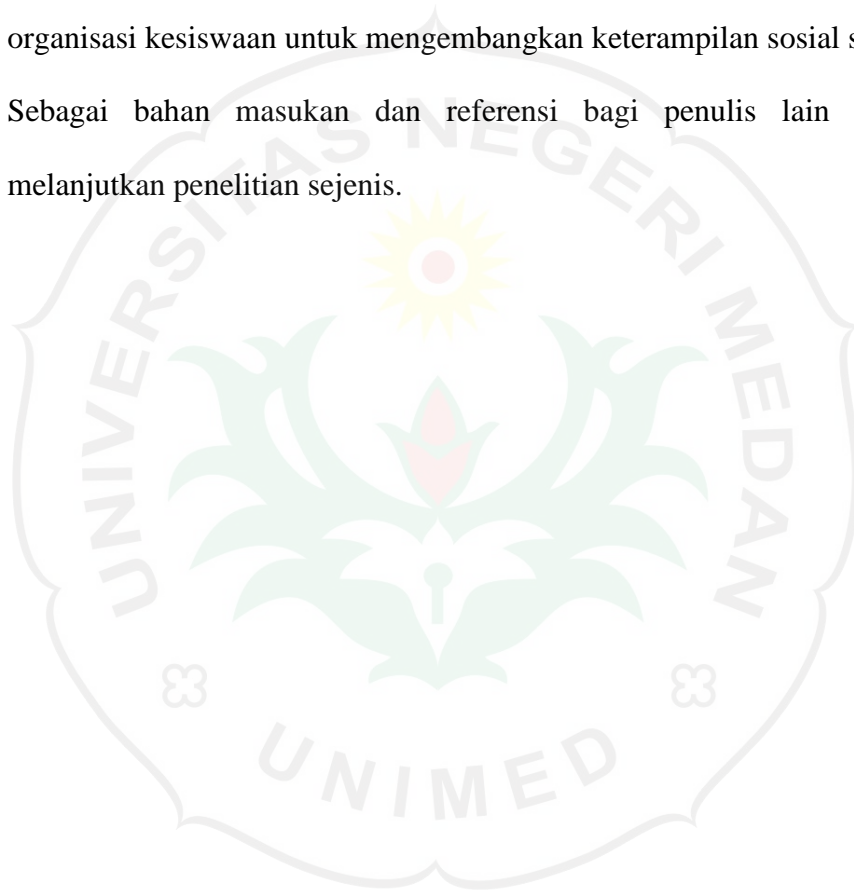 organisasi kesiswaan untuk mengembangkan keterampilan sosial
Sebagai bahan masukan dan referensi bagi penulis lain
melanjutkan penelitian sejenis.
UNIVERSITAS NEGERI MEDAN
UNIMED